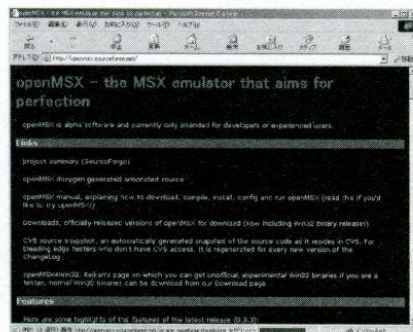 openMSX - the MSX emulator that aims for
perfection
openMSX is alpha software and currently only intended for developers or experienced users.
Links
project summary (SourceForge)
openMSX doxygen generated annotated source
openMSX manual, explaining how to download, compile, install, config and run openMSX (read this if you'd
like to try openMSX!)
Downloads, officially released versions of openMSX for download (now including Win32 binary release!)
CVS source snapshot, an automatically generated snapshot of the source code as it resides in CVS. For
bleeding edge testers who don't have CVS access. It is regenerated for every new version of the
ChangeLog
openMSX4Win32, page on which you can get unofficial, experimental Win32 binaries if you are a
tester, normal Win32 binaries can be downloaded from our Download page
Features
Here are some highlights of the features of the latest release (0.3.3):